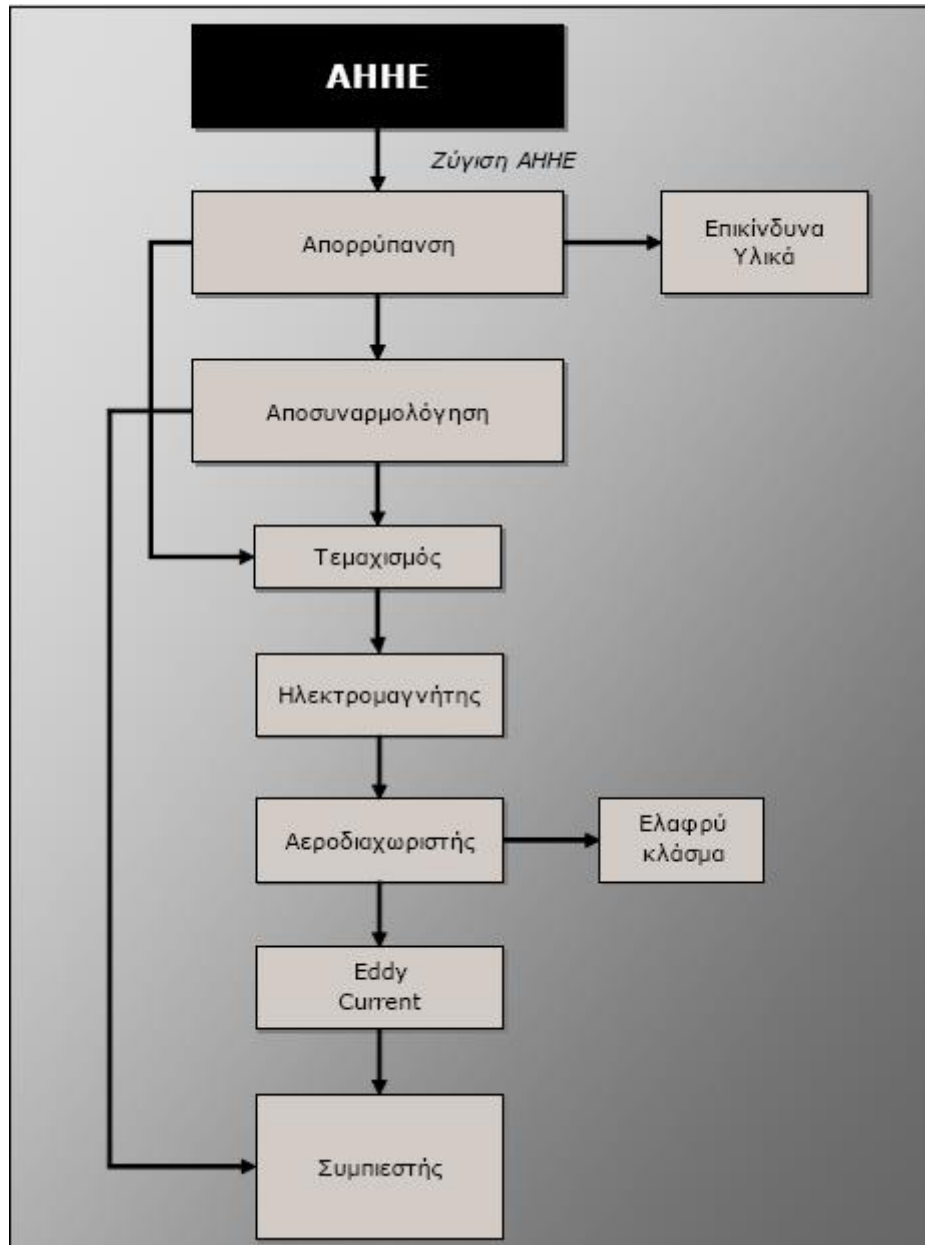 ΑΗΗΕ
Ζύγιση ΑΗΗΕ
Απορρύπανση
Επικίνδυνα
Υλικά
Αποσυναρμολόγηση
Τεμαχισμός
Ηλεκτρομαγνήτης
Αεροδιαχωριστής
Ελαφρύ
κλάσμα
Eddy
Current
Συμπιεστής